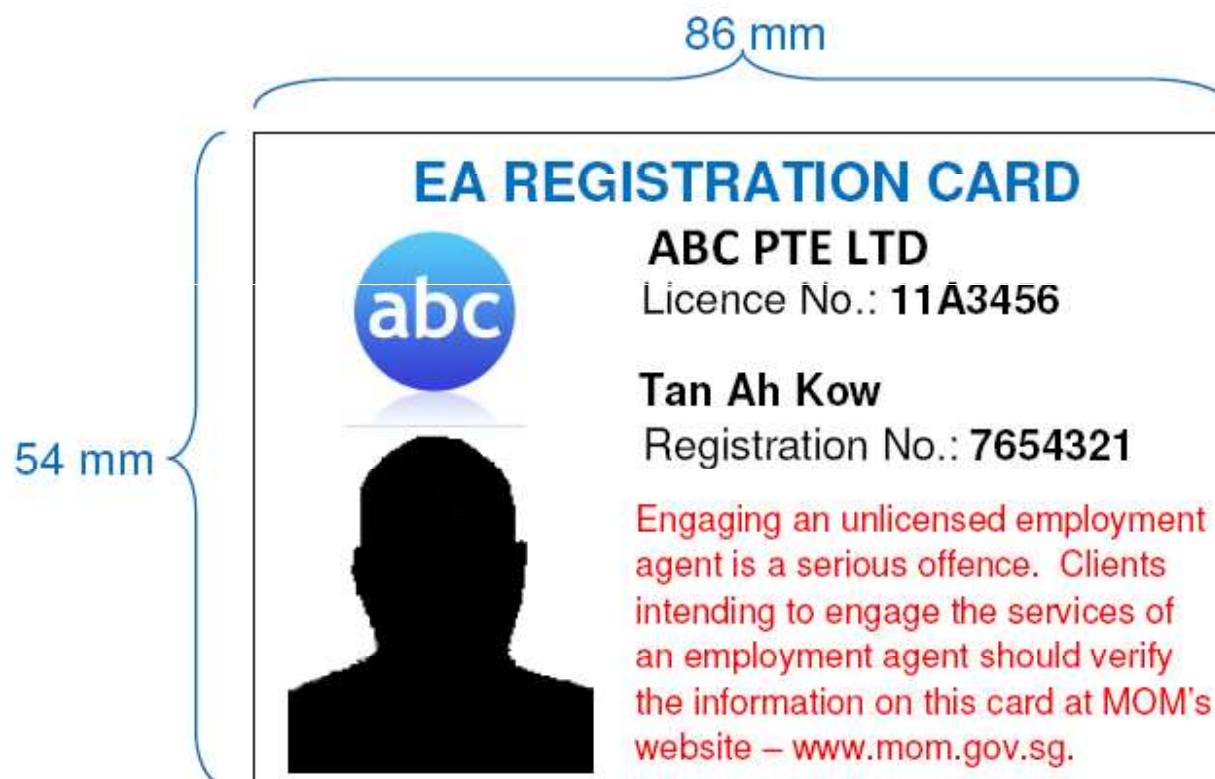 86 mm
EA REGISTRATION CARD
abc
ABC PTE LTD
Licence No.: 11A3456
Tan Ah Kow
Registration No.: 7654321
54 mm
Engaging an unlicensed employment
agent is a serious offence.  Clients
intending to engage the services of
an employment agent should verify
the information on this card at MOM's
website – www.mom.gov.sg.